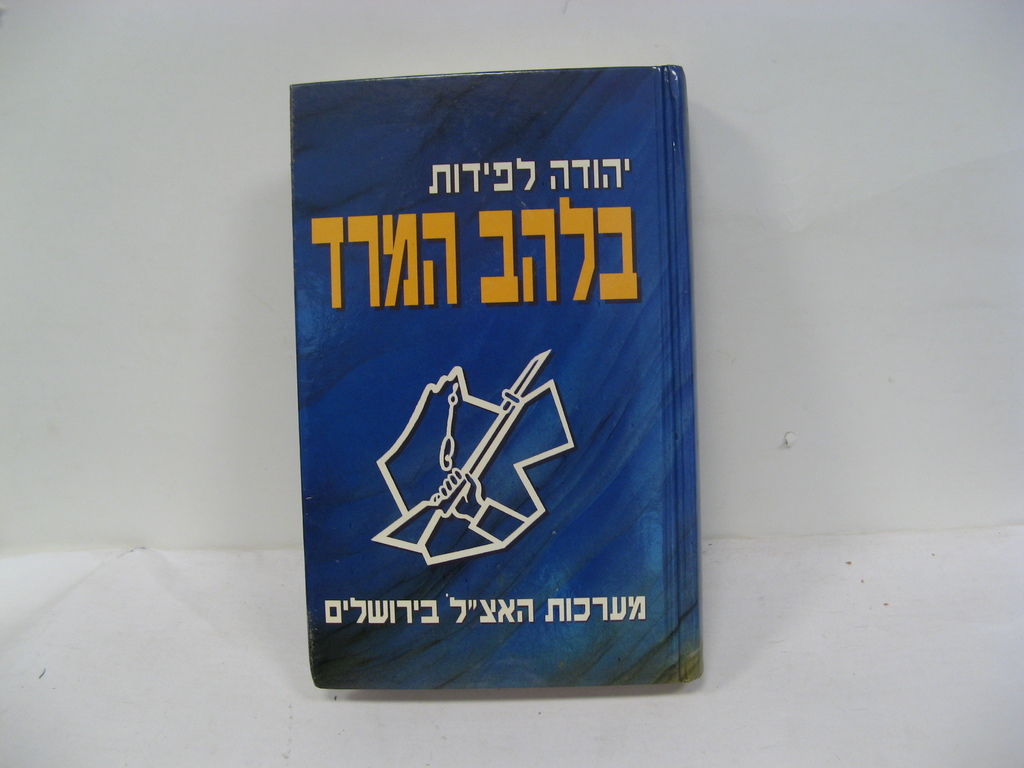 יהודה לפידות
בלהב המרד
מערכות האצ"ל בירושלים